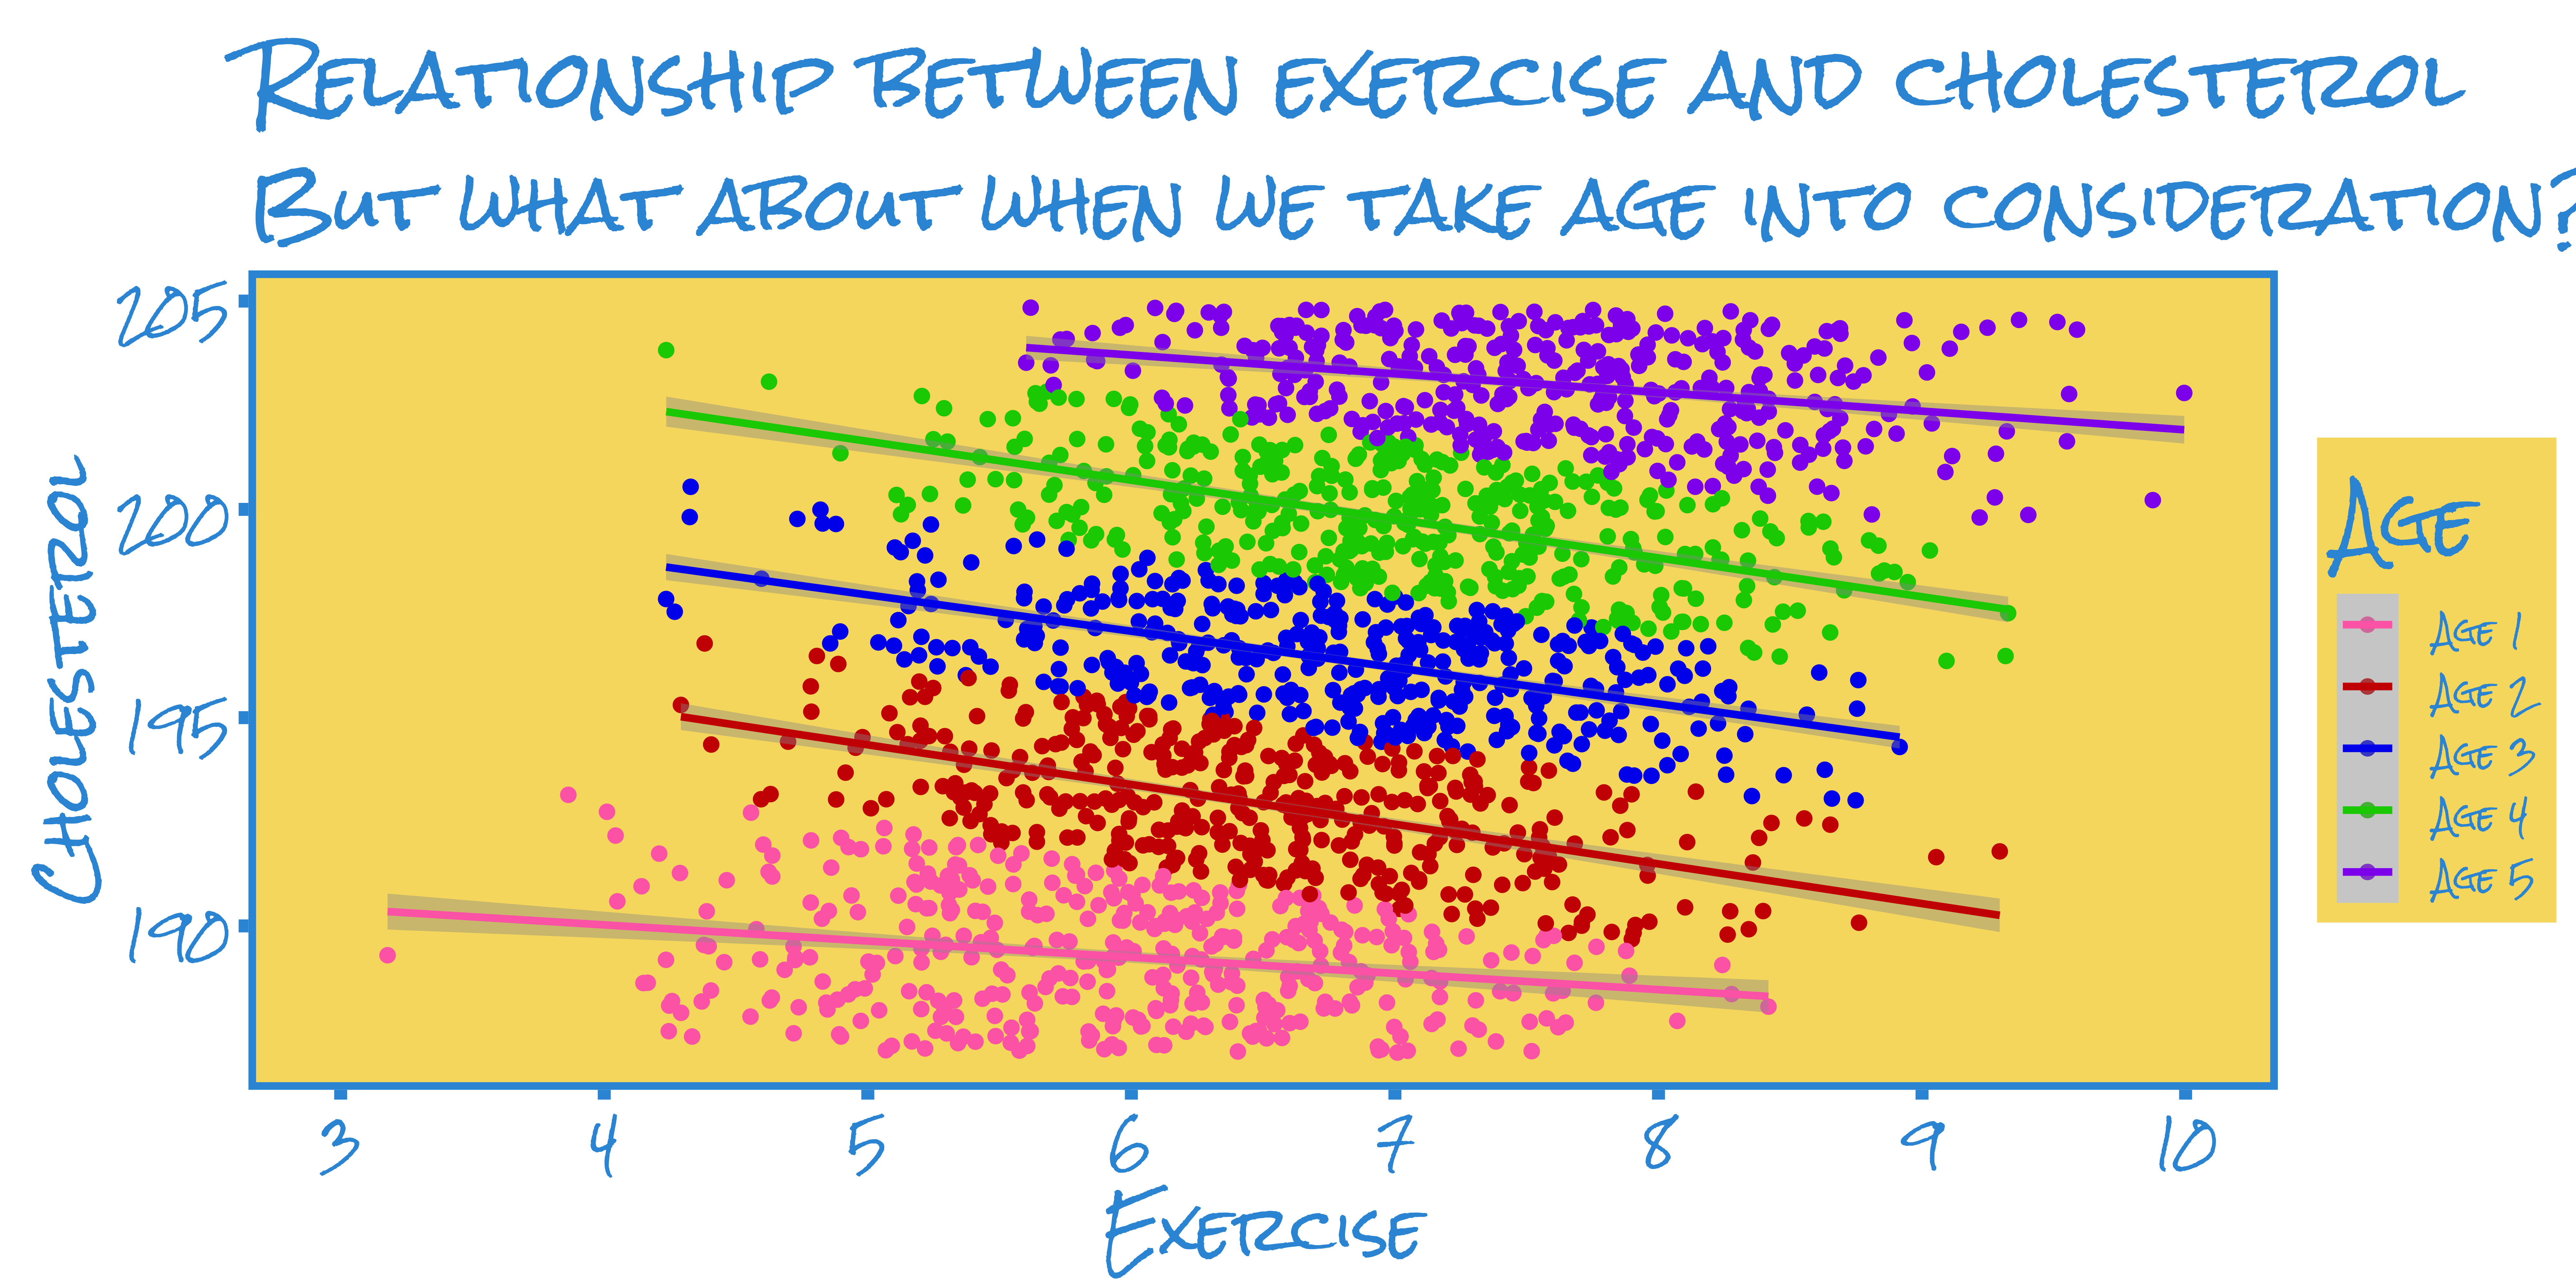 Relationship between exercise and cholesterol
But what about when we take age into consideration?
Cholesterol
205
200
195
190
3 4 5 6 7 8 9 10
Exercise
Age
Age 1
Age 2
Age 3
Age 4
Age 5